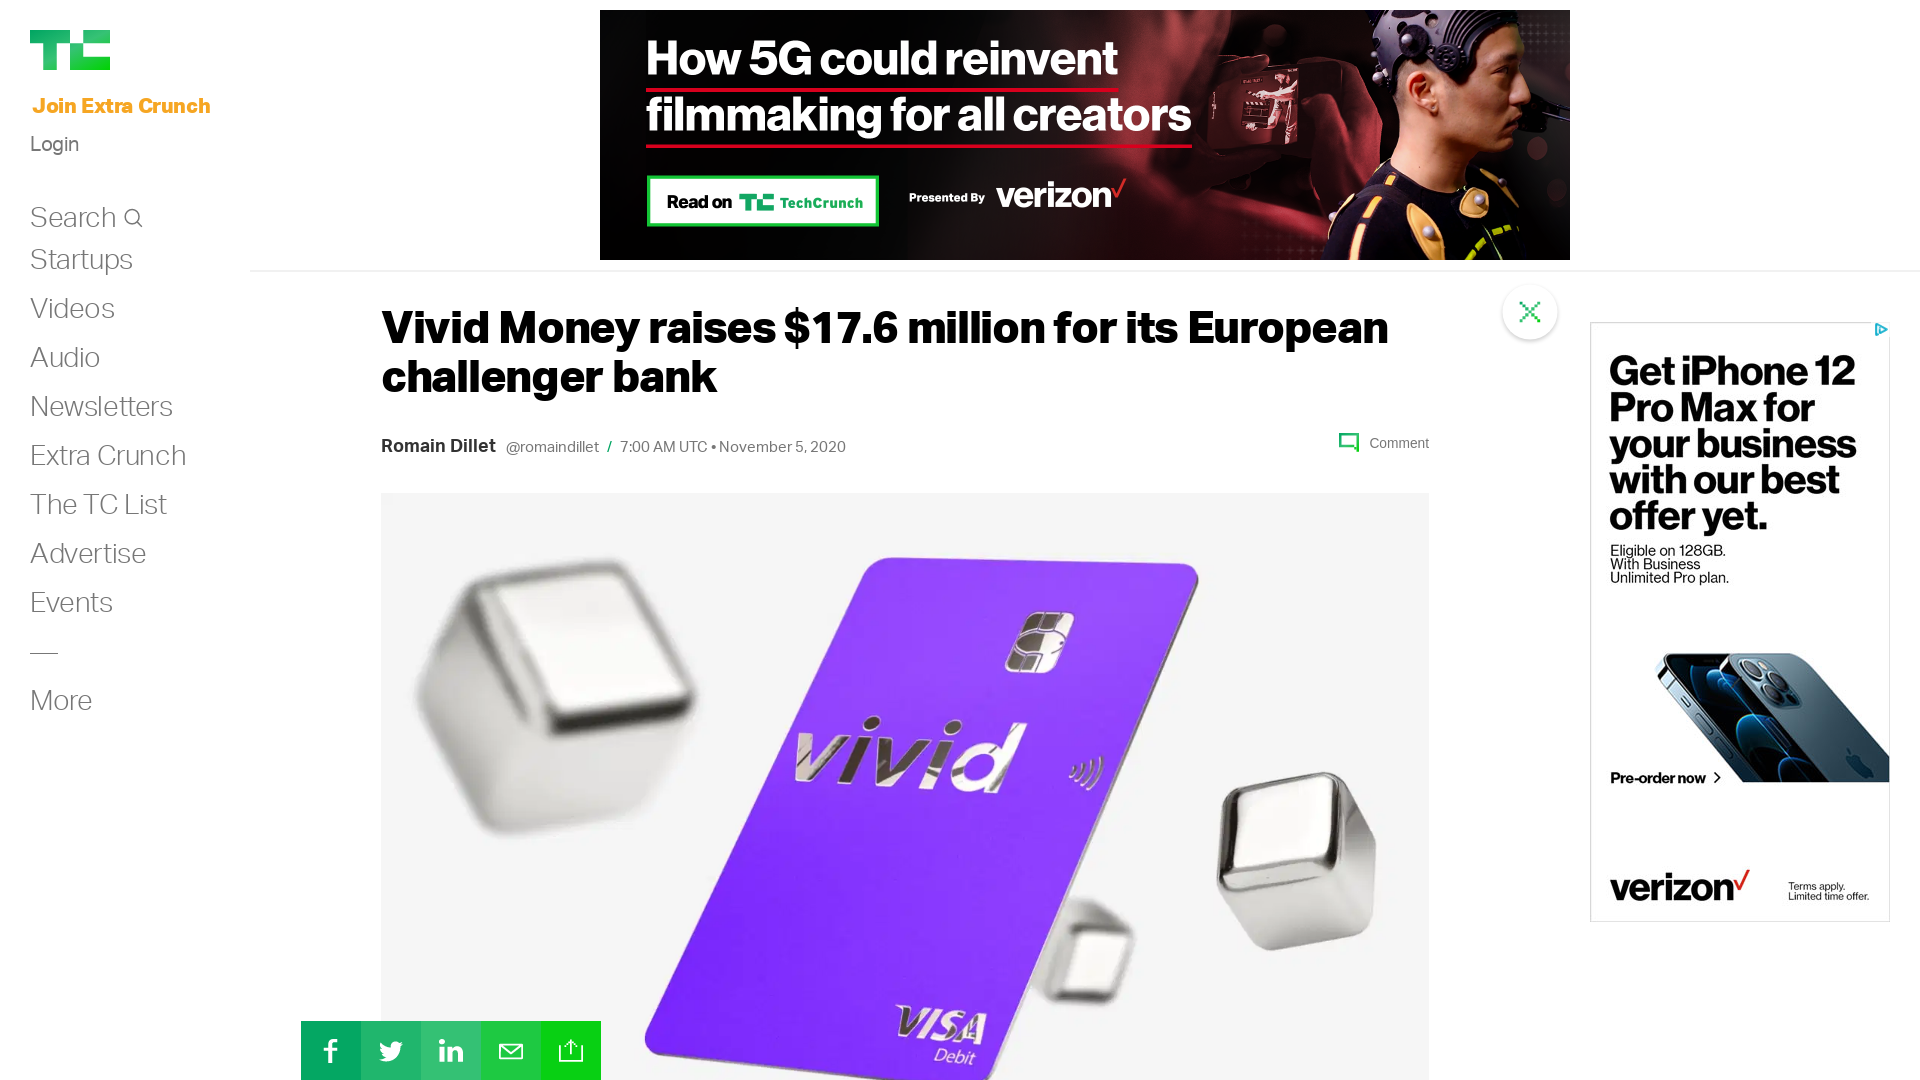 Join Extra Crunch
Login
Search
Startups
Videos
Audio
Newsletters
Extra Crunch
The TC List
Advertise
Events
More
How 5G could reinvent
filmmaking for all creators
Read on TC TechCrunch
Presented By verizon
Vivid Money raises $17.6 million for its European
challenger bank
Romain Dillet @romaindillet / 7:00 AM UTC • November 5, 2020
Comment
vivid
VISA
Debit
Get iPhone 12
Pro Max for
your business
with our best
offer yet.
Eligible on 128GB.
With Business
Unlimited Pro plan.
Pre-order now
verizon
Terms apply.
Limited time offer.